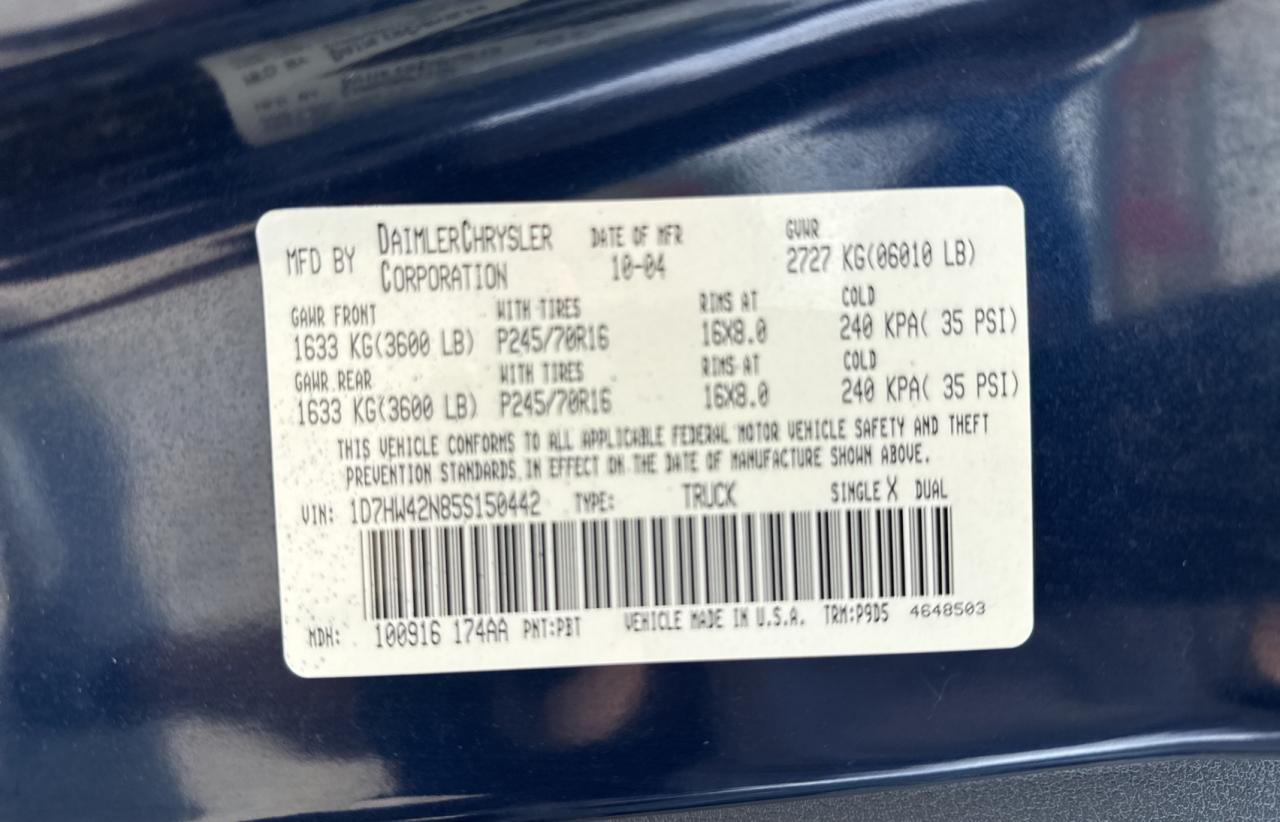 MFD BY DAIMLERCHRYSLER CORPORATION DATE OF MFR 10-04 GVWR 2727 KG(06010 LB)
GAWR FRONT WITH TIRES RIMS AT COLD
1633 KG(3600 LB) P245/70R16 16X8.0 240 KPA( 35 PSI)
GAWR REAR WITH TIRES RIMS AT COLD
1633 KG(3600 LB) P245/70R16 16X8.0 240 KPA( 35 PSI)
THIS VEHICLE CONFORMS TO ALL APPLICABLE FEDERAL MOTOR VEHICLE SAFETY AND THEFT
PREVENTION STANDARDS IN EFFECT ON THE DATE OF MANUFACTURE SHOWN ABOVE.
VIN: 1D7HW42N85S150442 TYPE: TRUCK SINGLE X DUAL
MDH: 100916 174AA PNT:PBT VEHICLE MADE IN U.S.A. TRM:P9D5 4648503